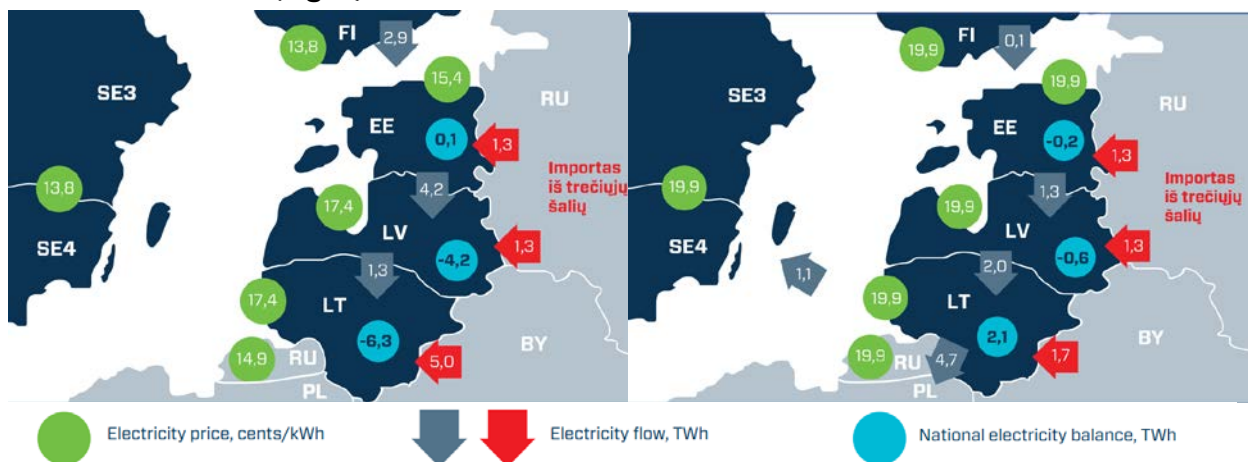 FI
13,8
2,9
15,4
SE3
RU
EE
0,1
1,3
Importas
iš trečiųjų
šalių
13,8
4,2
17,4
SE4
LV
1,3
-4,2
1,3
17,4
LT
-6,3
14,9
RU
5,0
BY
PL
FI
19,9
0,1
19,9
SE3
RU
EE
-0,2
1,3
Importas
iš trečiųjų
šalių
19,9
1,3
19,9
SE4
LV
1,3
-0,6
1,1
2,0
19,9
LT
2,1
19,9
RU
4,7
1,7
BY
PL
Electricity price, cents/kWh
Electricity flow, TWh
National electricity balance, TWh